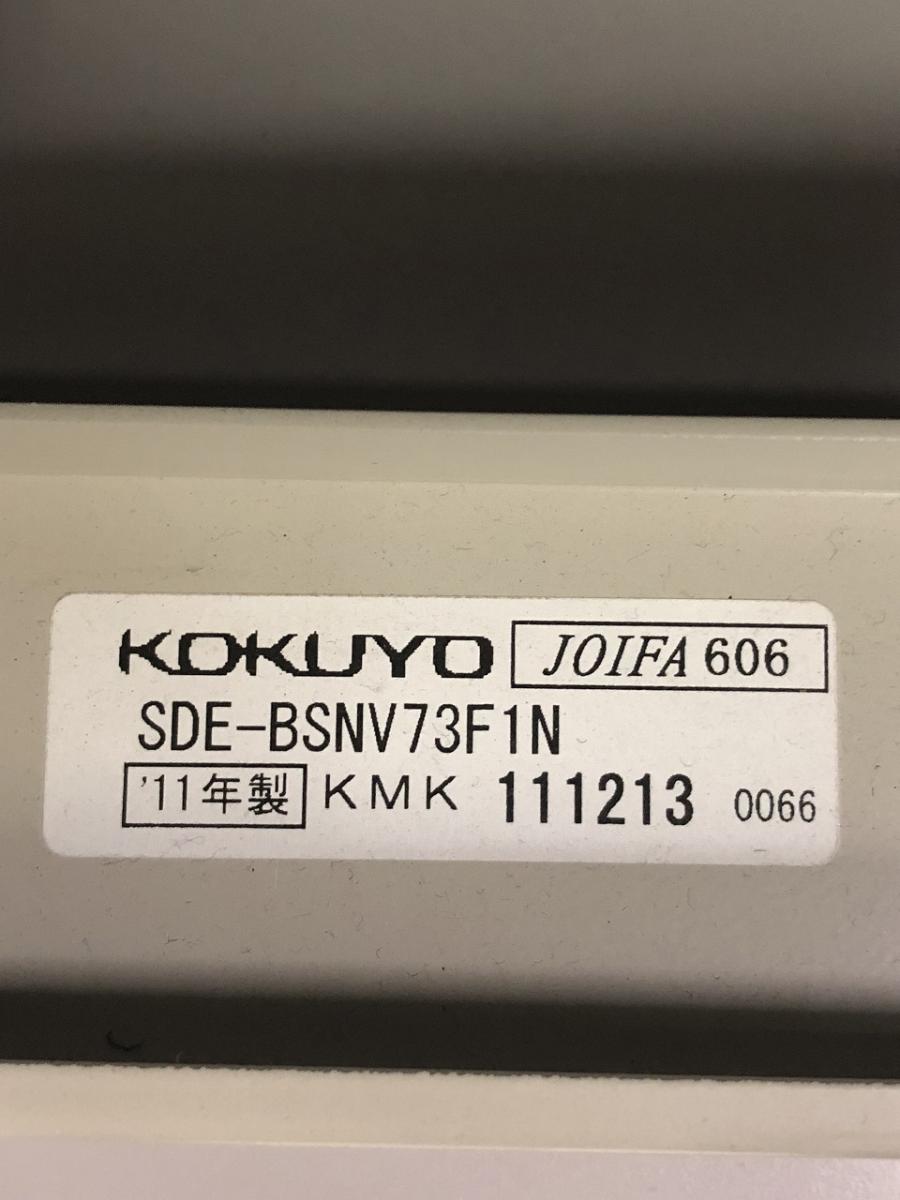 KOKUYO JOIFA 606
SDE-BSNV73F1N
'11年製 KMK 111213 0066